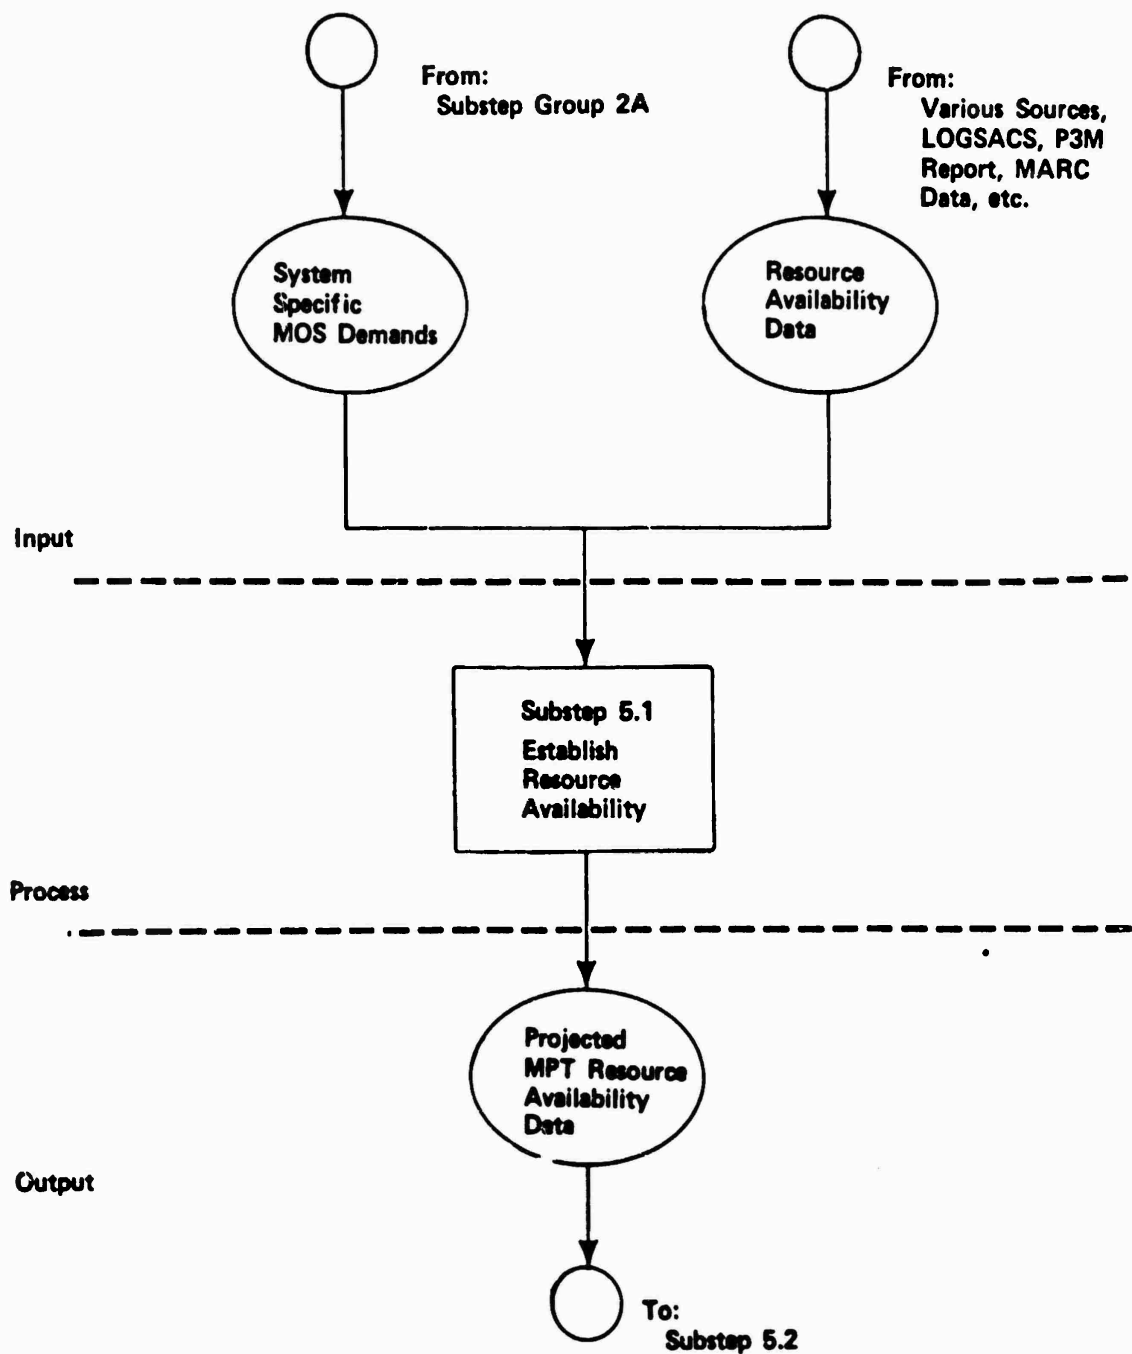 From:
Substep Group 2A
From:
Various Sources,
LOGSACS, P3M
Report, MARC
Data, etc.
System
Specific
MOS Demands
Resource
Availability
Data
Input
Substep 5.1
Establish
Resource
Availability
Process
Projected
MPT Resource
Availability
Data
Output
To:
Substep 5.2